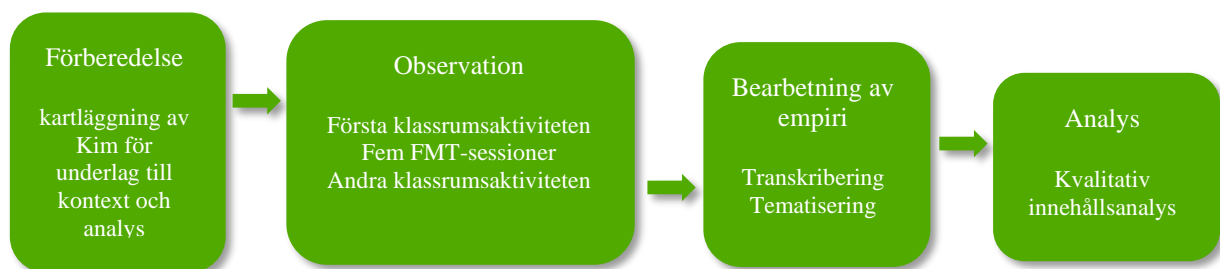 Förberedelse
kartläggning av
Kim för
underlag till
kontext och
analys
Observation
Första klassrumsaktiviteten
Fem FMT-sessioner
Andra klassrumsaktiviteten
Bearbetning av
empiri
Transkribering
Tematisering
Analys
Kvalitativ
innehållsanalys